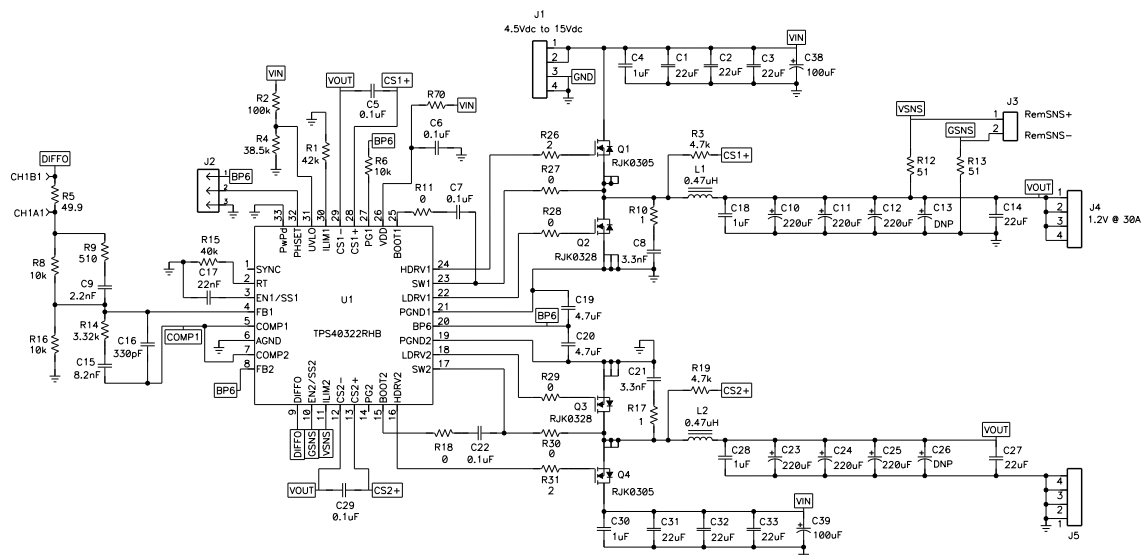 J1
4.5Vdc to 15Vdc
1
2
3
4
GND
VIN
C4
1uF
C1
22uF
C2
22uF
C3
22uF
C38
100uF
VIN
R2
100k
R4
38.5k
R1
42k
VOUT
C5
0.1uF
CS1+
R70
VIN
C6
0.1uF
BP6
R6
10k
R11
0
C7
0.1uF
R26
2
R27
0
R28
0
Q1
RJK0305
Q2
RJK0328
R3
4.7k
CS1+
L1
0.47uH
R10
1
C8
3.3nF
C18
1uF
C10
220uF
C11
220uF
C12
220uF
C13
DNP
C14
22uF
VSNS
GSNS
R12
51
R13
51
J3
1
2
RemSNS+
RemSNS-
VOUT
1
2
3
4
J4
1.2V @ 30A
DIFFO
CH1B1
R5
49.9
CH1A1
J2
1
2
3
BP6
R8
10k
R9
510
C9
2.2nF
R15
40k
C17
22nF
R16
10k
R14
3.32k
C15
8.2nF
C16
330pF
COMP1
BP6
33
32
31
30
29
28
27
26
25
PwPd
PHSET
UVLO
ILIM1
CS1-
CS1+
PG1
VDD
BOOT1
1 SYNC
2 RT
3 EN1/SS1
4 FB1
5 COMP1
6 AGND
7 COMP2
8 FB2
U1
TPS40322RHB
HDRV1 24
SW1 23
LDRV1 22
PGND1 21
BP6 20
PGND2 19
LDRV2 18
SW2 17
DIFFO
EN2/SS2
ILIM2
CS2-
CS2+
PG2
BOOT2
HDRV2
9
10
11
12
13
14
15
16
DIFFO
GSNS
VSNS
VOUT
C29
0.1uF
CS2+
BP6
C19
4.7uF
C20
4.7uF
R18
0
C22
0.1uF
R29
0
R30
0
R31
2
Q3
RJK0328
Q4
RJK0305
C21
3.3nF
R17
1
R19
4.7k
CS2+
L2
0.47uH
C28
1uF
C23
220uF
C24
220uF
C25
220uF
C26
DNP
C27
22uF
VOUT
4
3
2
1
J5
VIN
C30
1uF
C31
22uF
C32
22uF
C33
22uF
C39
100uF